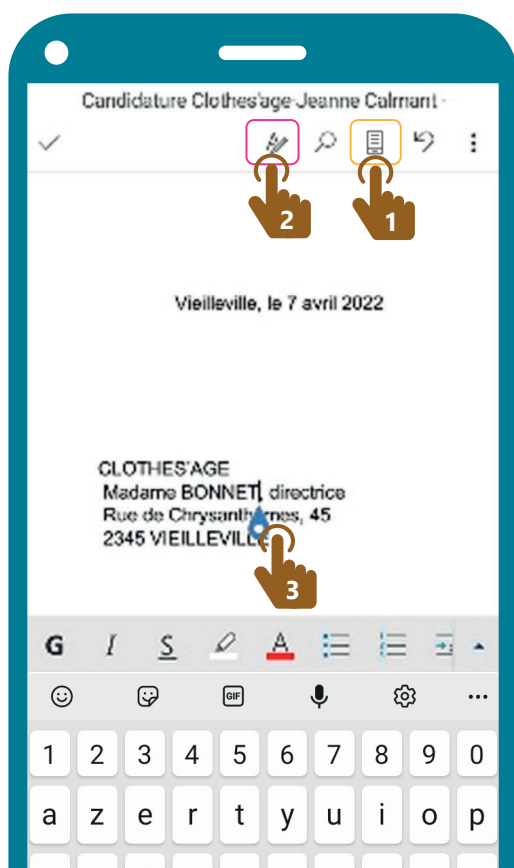 Candidature Clothes'age-Jeanne Calmant -
2
1
Vieilleville, le 7 avril 2022
CLOTHES'AGE
Madame BONNET, directrice
Rue de Chrysanthemes, 45
2345 VIEILLEVILLE
3
G I S A
GIF
1 2 3 4 5 6 7 8 9 0
a z e r t y u i o p